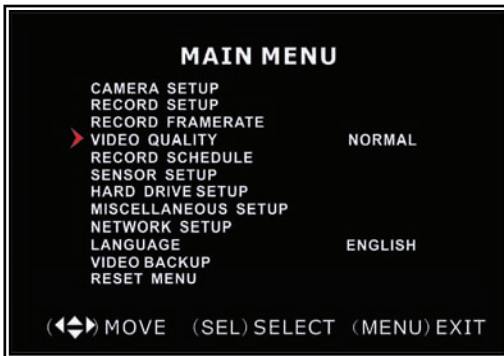 MAIN MENU
CAMERA SETUP
RECORD SETUP
RECORD FRAMERATE
VIDEO QUALITY NORMAL
RECORD SCHEDULE
SENSOR SETUP
HARD DRIVE SETUP
MISCELLANEOUS SETUP
NETWORK SETUP
LANGUAGE ENGLISH
VIDEO BACKUP
RESET MENU
() MOVE (SEL) SELECT (MENU) EXIT